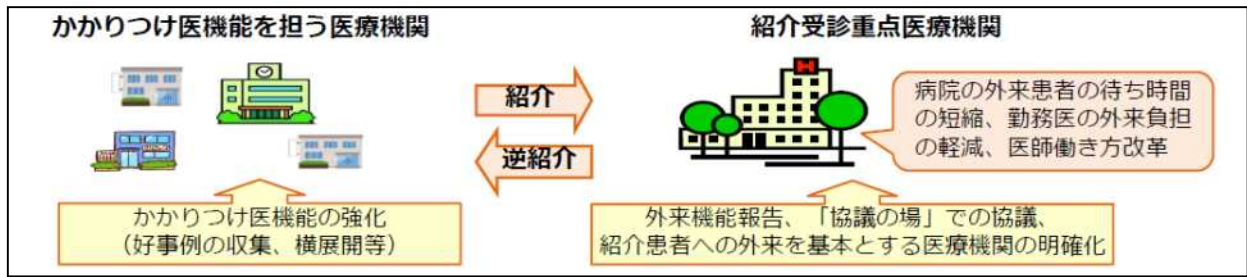 かかりつけ医機能を担う医療機関
紹介受診重点医療機関
紹介
逆紹介
病院の外来患者の待ち時間
の短縮、勤務医の外来負担
の軽減、医師働き方改革
かかりつけ医機能の強化
（好事例の収集、横展開等）
外来機能報告、「協議の場」での協議、
紹介患者への外来を基本とする医療機関の明確化